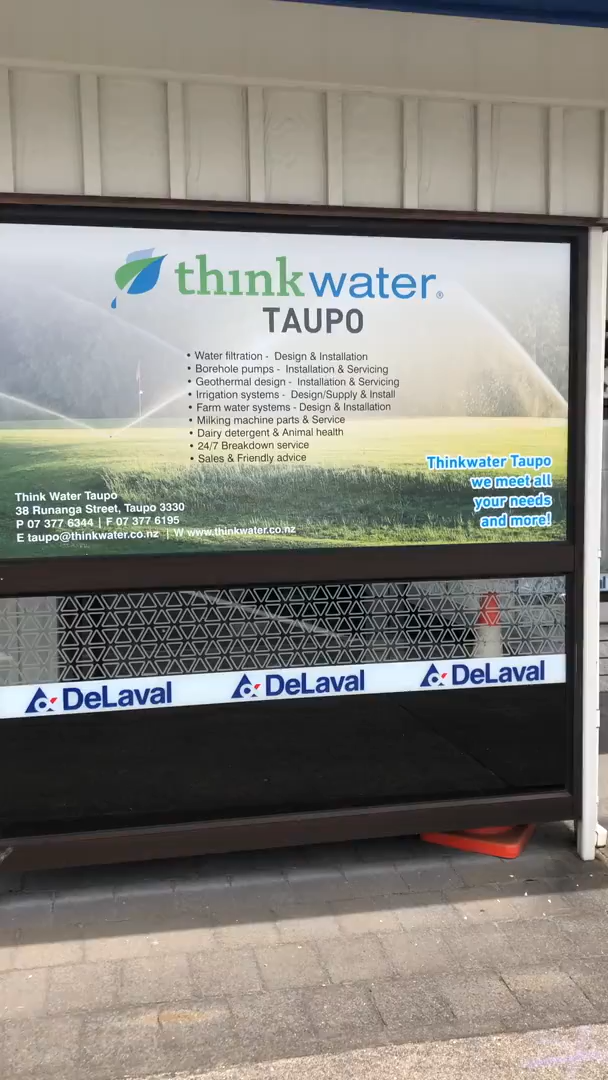 thinkwater®
TAUPO
• Water filtration - Design & Installation
• Borehole pumps - Installation & Servicing
• Geothermal design - Installation & Servicing
• Irrigation systems - Design/Supply & Install
• Farm water systems - Design & Installation
• Milking machine parts & Service
• Dairy detergent & Animal health
• 24/7 Breakdown service
• Sales & Friendly advice
Thinkwater Taupo
we meet all
your needs
and more!
Think Water Taupo
38 Runanga Street, Taupo 3330
P 07 377 6344 | F 07 377 6195
E taupo@thinkwater.co.nz | W www.thinkwater.co.nz
DeLaval DeLaval DeLaval